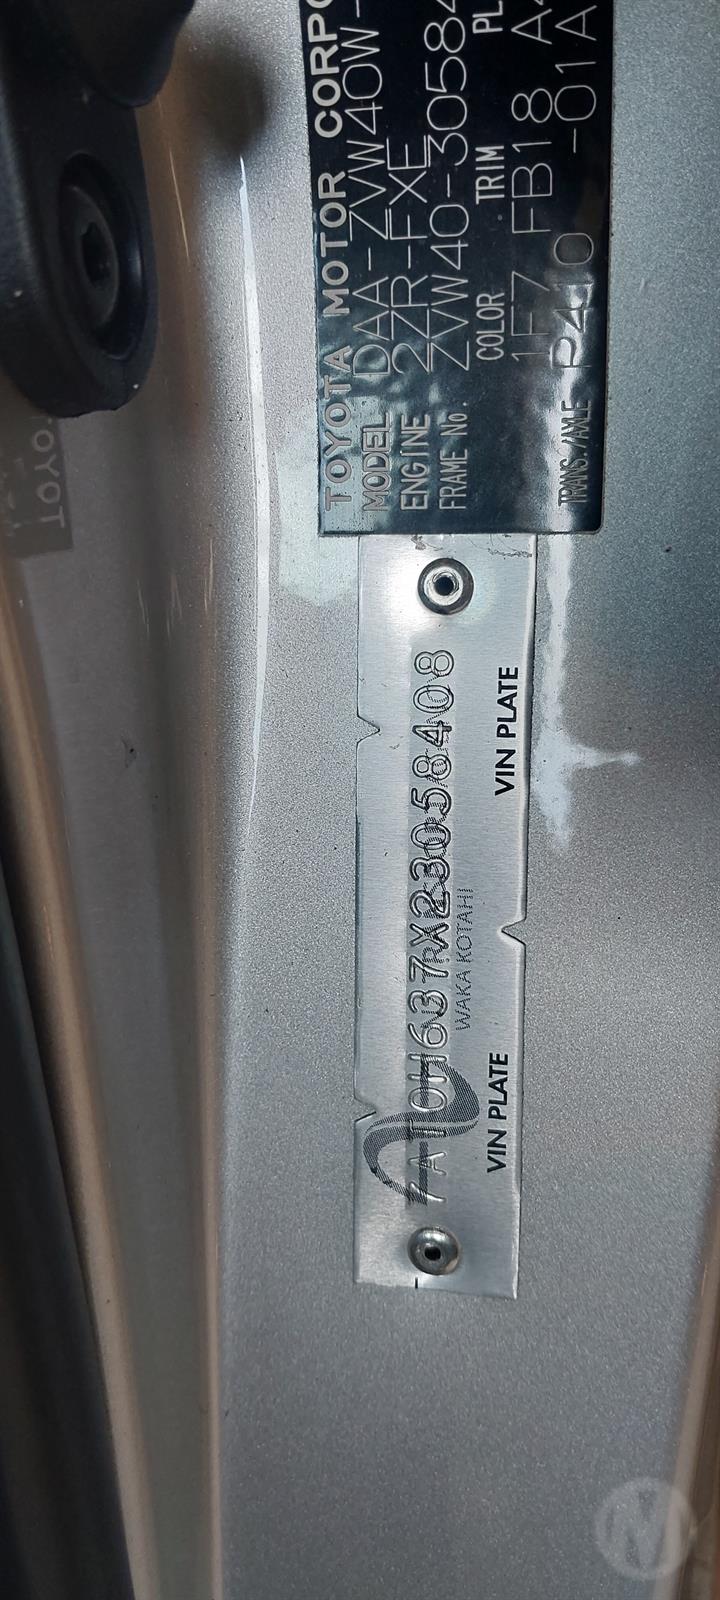 TOYOTA MOTOR CORPO
MODEL DAA-ZVW40W-
ENGINE 2ZR-FXE
FRAME No. ZVW40-30584
COLOR TRIM PL
1F7 FB18 A
TRANS./AXLE P410 -01A
7AT0H637X23058408
WAKA KOTAHI
VIN PLATE VIN PLATE
TOYOT
M